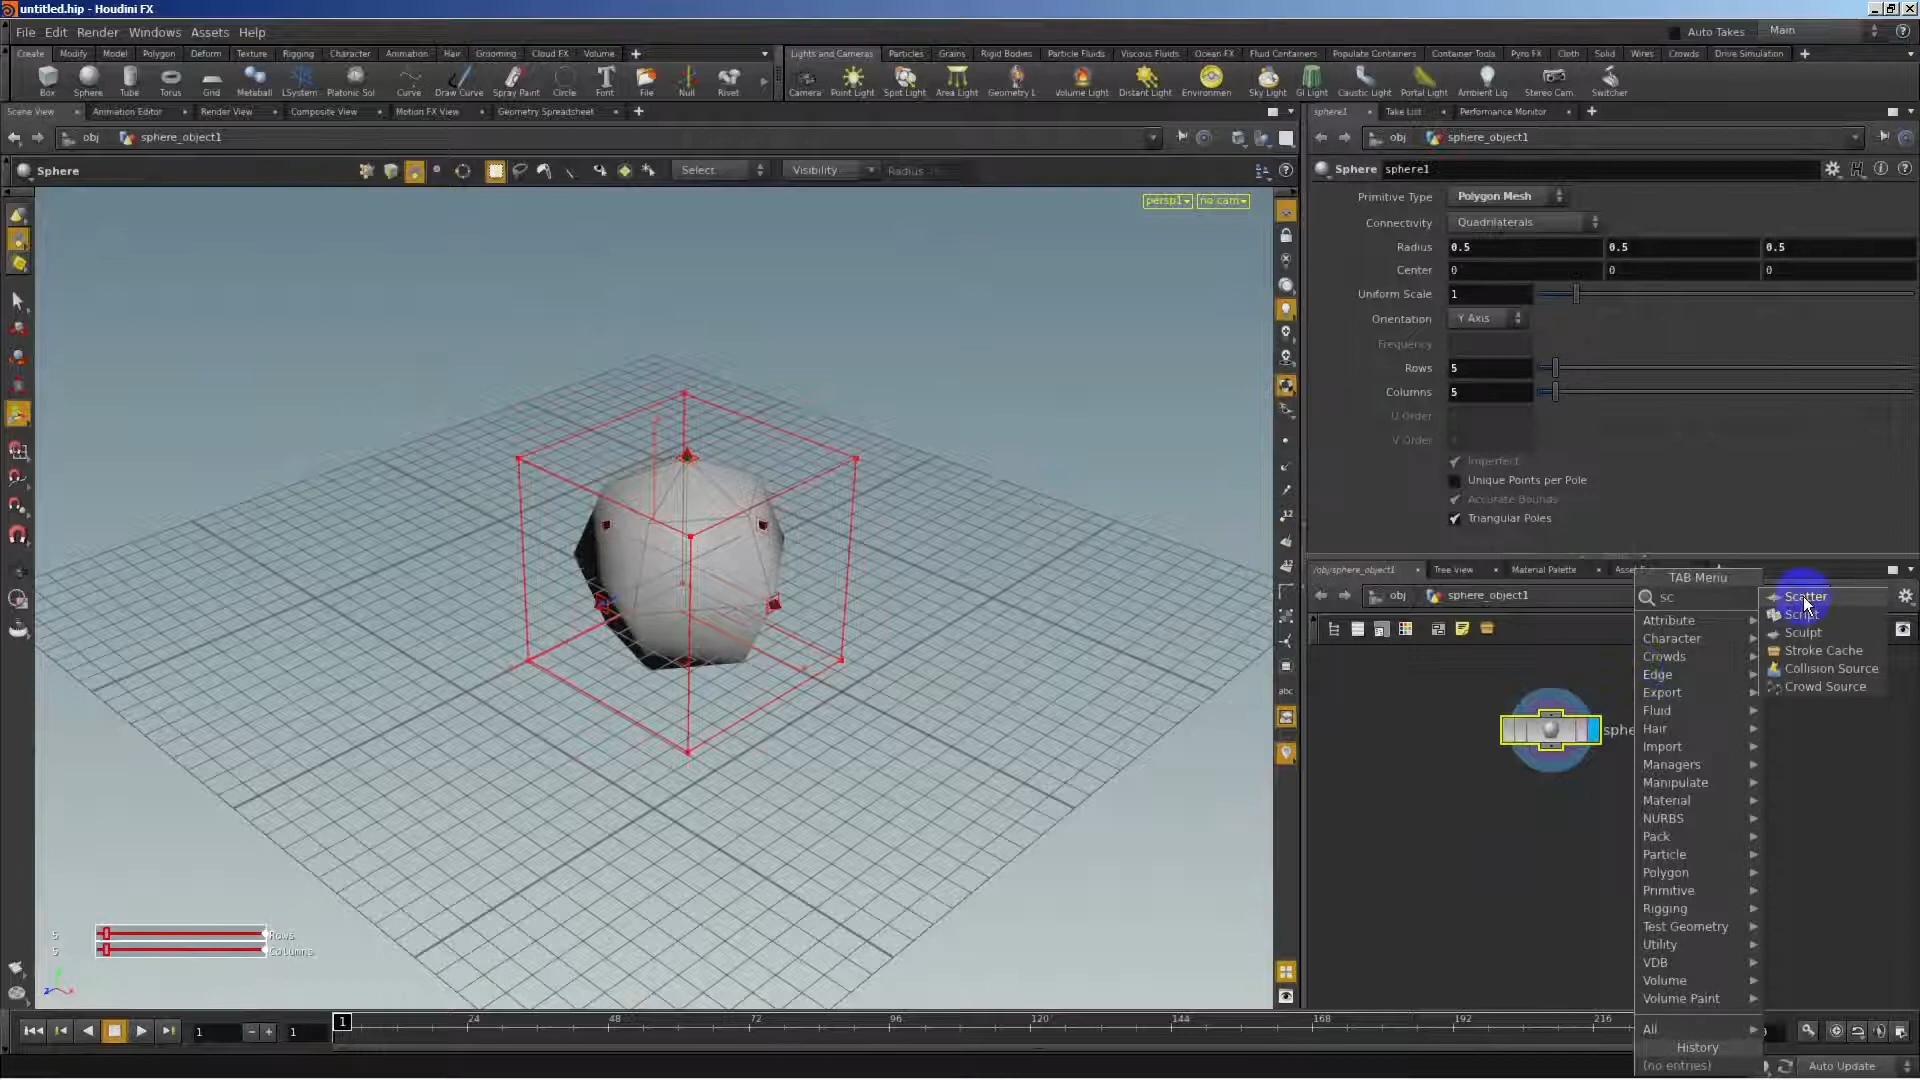 untitled.hip - Houdini FX
File Edit Render Windows Assets Help
Auto Takes Main
Create Modify Model Polygon Deform Texture Rigging Character Animation Hair Grooming Cloud FX Volume
Lights and Cameras Particles Grains Rigid Bodies Particle Fluids Viscous Fluids Ocean FX Fluid Containers Populate Containers Container Tools Pyro FX Cloth Solid Wires Crowds Drive Simulation
Box Sphere Tube Torus Grid Metaball LSystem Platonic Sol Curve Draw Curve Spray Paint Circle Font File Null Rivet
Camera Point Light Spot Light Area Light Geometry L Volume Light Distant Light Environmen Sky Light GI Light Caustic Light Portal Light Ambient Lig Stereo Cam. Switcher
Scene View Animation Editor Render View Composite View Motion FX View Geometry Spreadsheet
sphere1 Take List Performance Monitor
obj sphere_object1
obj sphere_object1
Sphere Select Visibility Radius
Sphere sphere1
persp1 no cam
Primitive Type Polygon Mesh
Connectivity Quadrilaterals
Radius 0.5 0.5 0.5
Center 0 0 0
Uniform Scale 1
Orientation Y Axis
Frequency
Rows 5
Columns 5
U Order
V Order
Imperfect
Unique Points per Pole
Accurate Bounds
Triangular Poles
/obj/sphere_object1 Tree View Material Palette
obj sphere_object1
sphe
TAB Menu
sc
Attribute
Character
Crowds
Edge
Export
Fluid
Hair
Import
Managers
Manipulate
Material
NURBS
Pack
Particle
Polygon
Primitive
Rigging
Test Geometry
Utility
VDB
Volume
Volume Paint
All
History
(no entries)
Scatter
Script
Sculpt
Stroke Cache
Collision Source
Crowd Source
12
12
abc
5 Rows
5 Columns
1 1 1 24 48 72 96 120 144 168 192 216
Auto Update